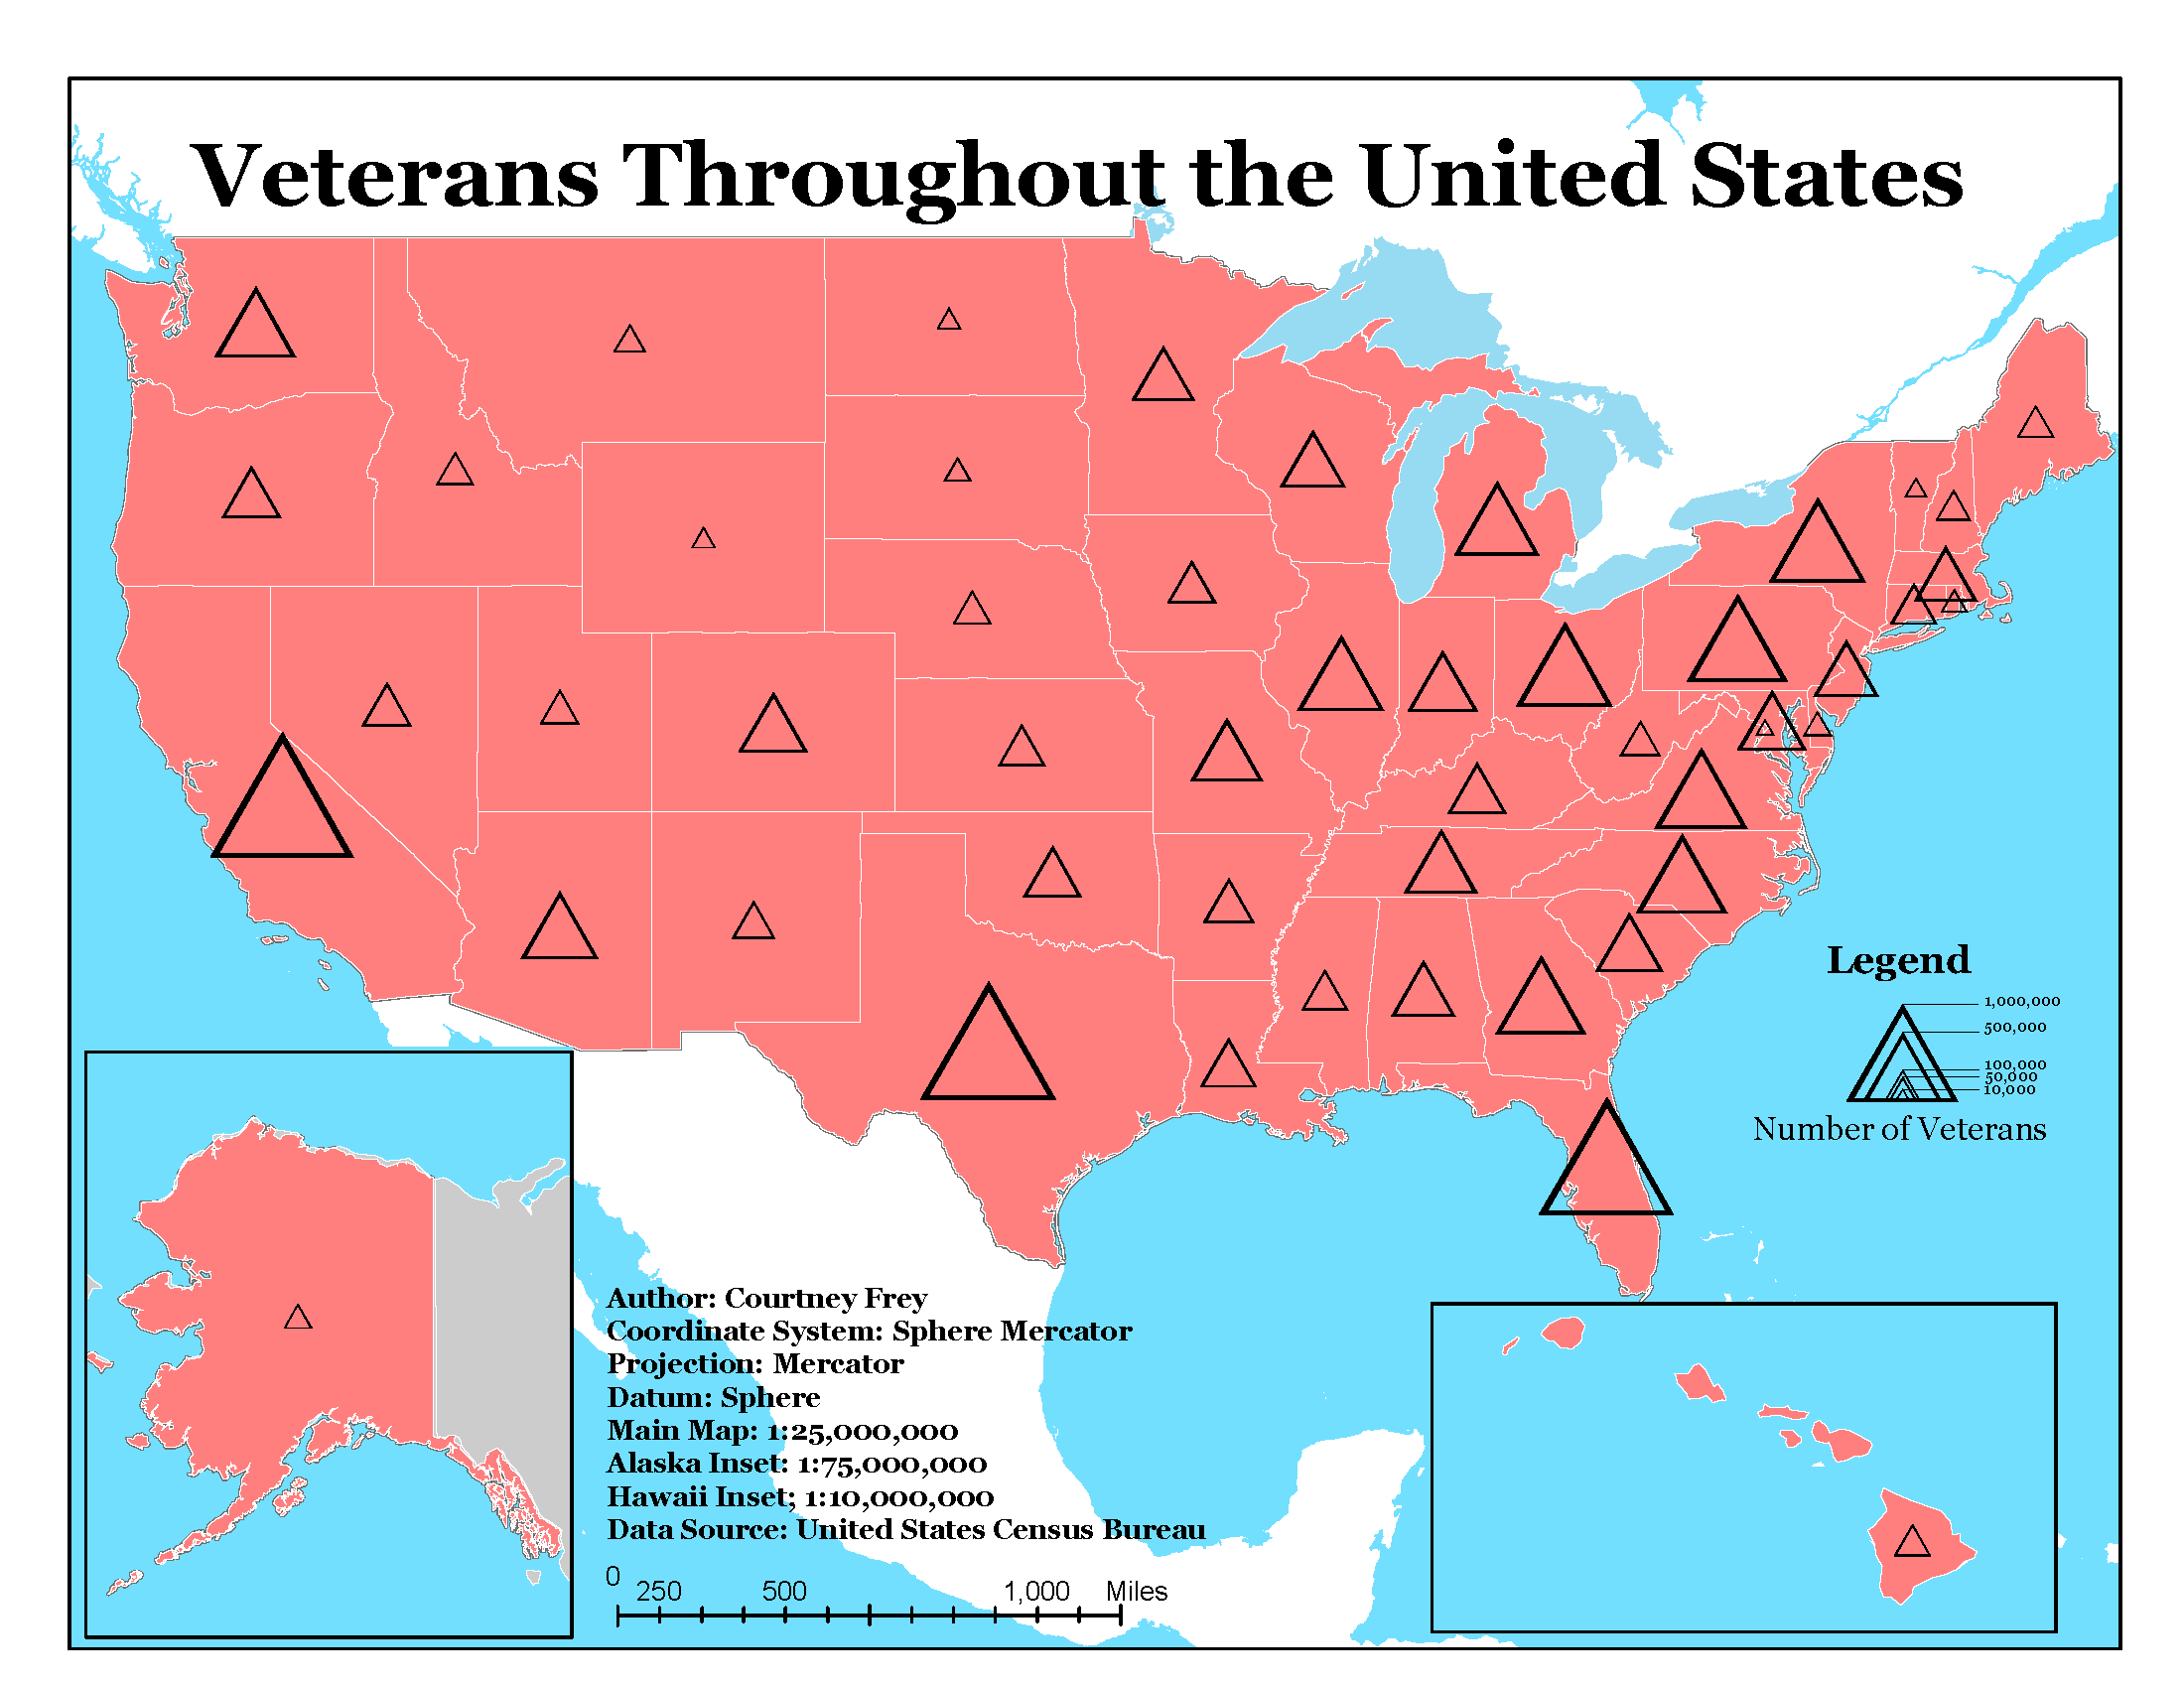 Veterans Throughout the United States
Legend
1,000,000
500,000
100,000
50,000
10,000
Number of Veterans
Author: Courtney Frey
Coordinate System: Sphere Mercator
Projection: Mercator
Datum: Sphere
Main Map: 1:25,000,000
Alaska Inset: 1:75,000,000
Hawaii Inset; 1:10,000,000
Data Source: United States Census Bureau
0 250 500 1,000 Miles